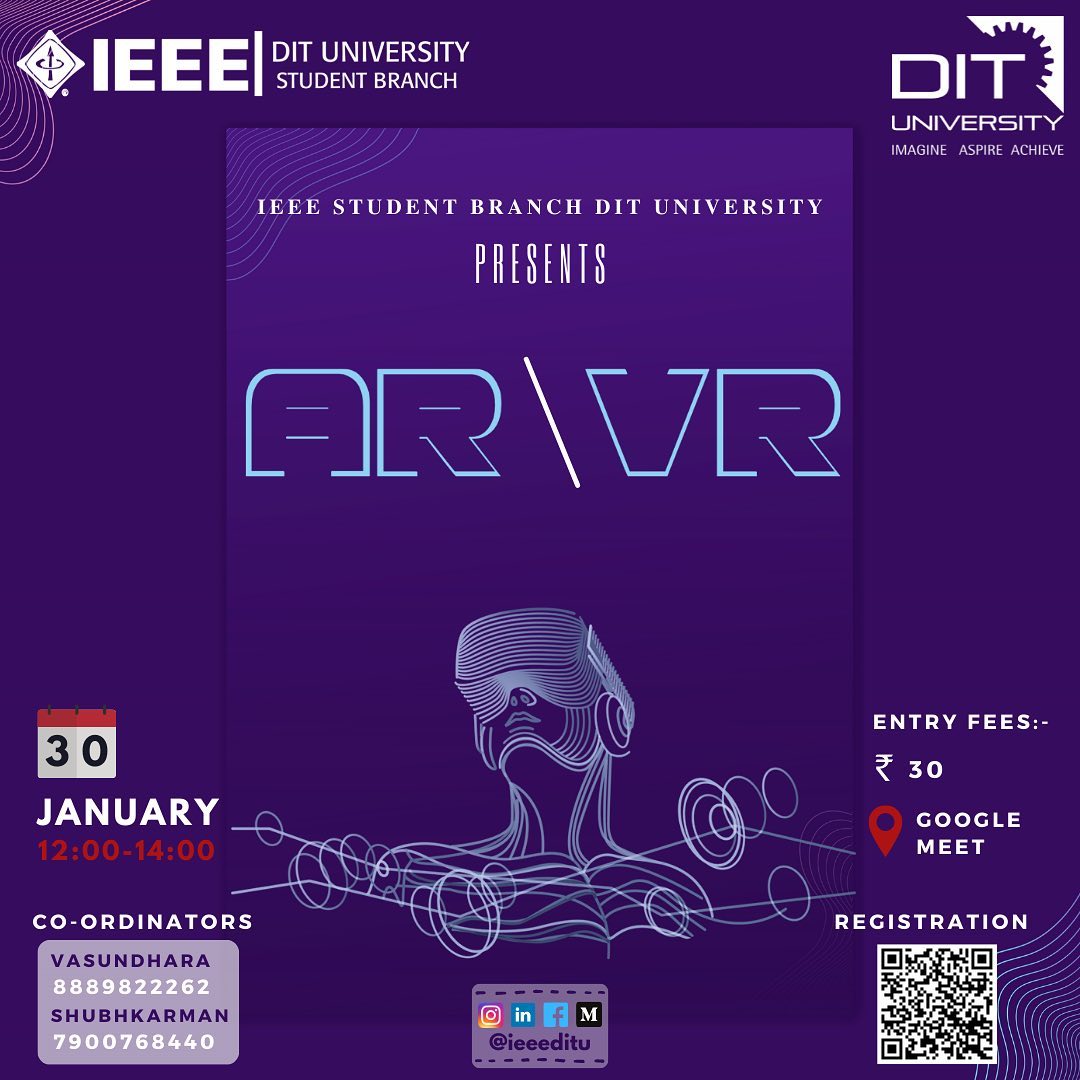 IEEE DIT UNIVERSITY
STUDENT BRANCH
DIT
UNIVERSITY
IMAGINE ASPIRE ACHIEVE
IEEE STUDENT BRANCH DIT UNIVERSITY
PRESENTS
AR\VR
30
JANUARY
12:00-14:00
ENTRY FEES:-
₹ 30
GOOGLE
MEET
CO-ORDINATORS
VASUNDHARA
8889822262
SHUBHKARMAN
7900768440
REGISTRATION
in f M
@ieeeditu